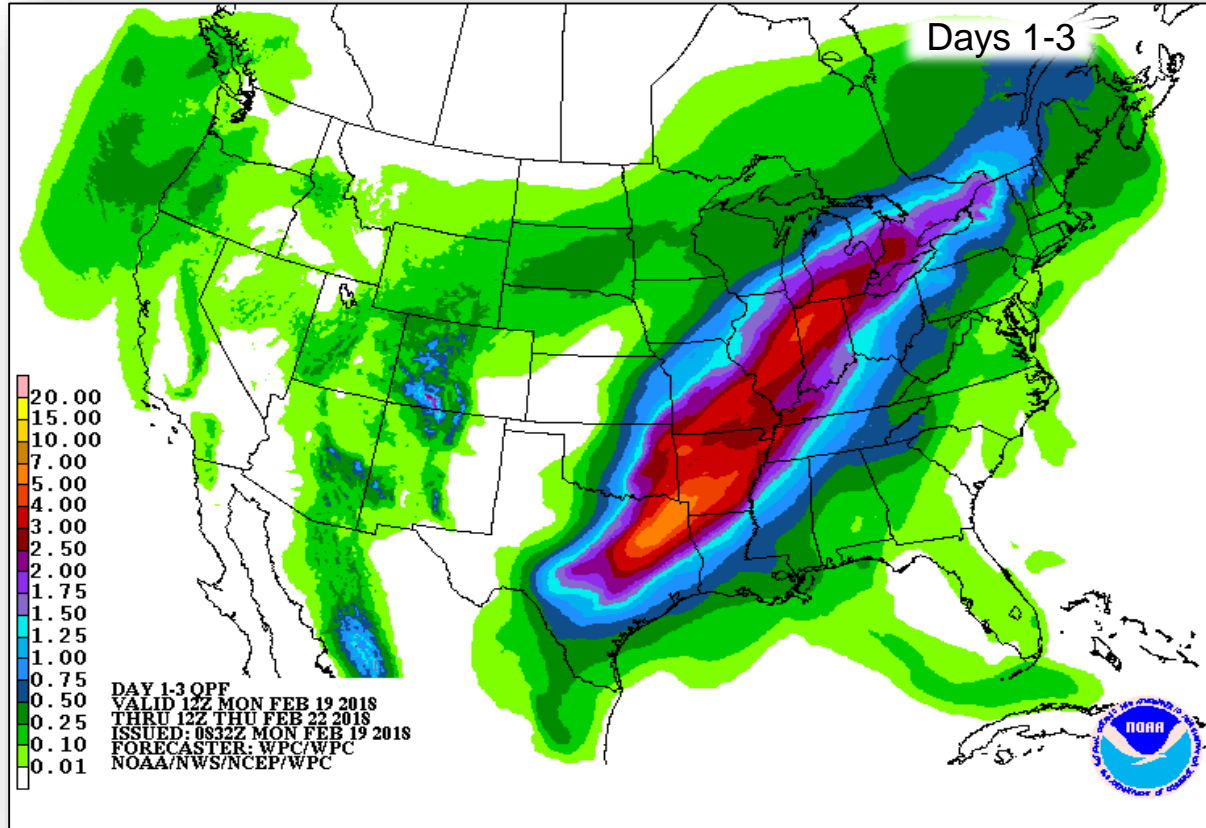 Days 1-3
20.00
15.00
10.00
7.00
5.00
4.00
3.00
2.50
2.00
1.75
1.50
1.25
1.00
0.75
0.50
0.25
0.10
0.01
DAY 1-3 QPF
VALID 12Z MON FEB 19 2018
THRU 12Z THU FEB 22 2018
ISSUED: 0832Z MON FEB 19 2018
FORECASTER: WPC/WPC
NOAA/NWS/NCEP/WPC
NOAA